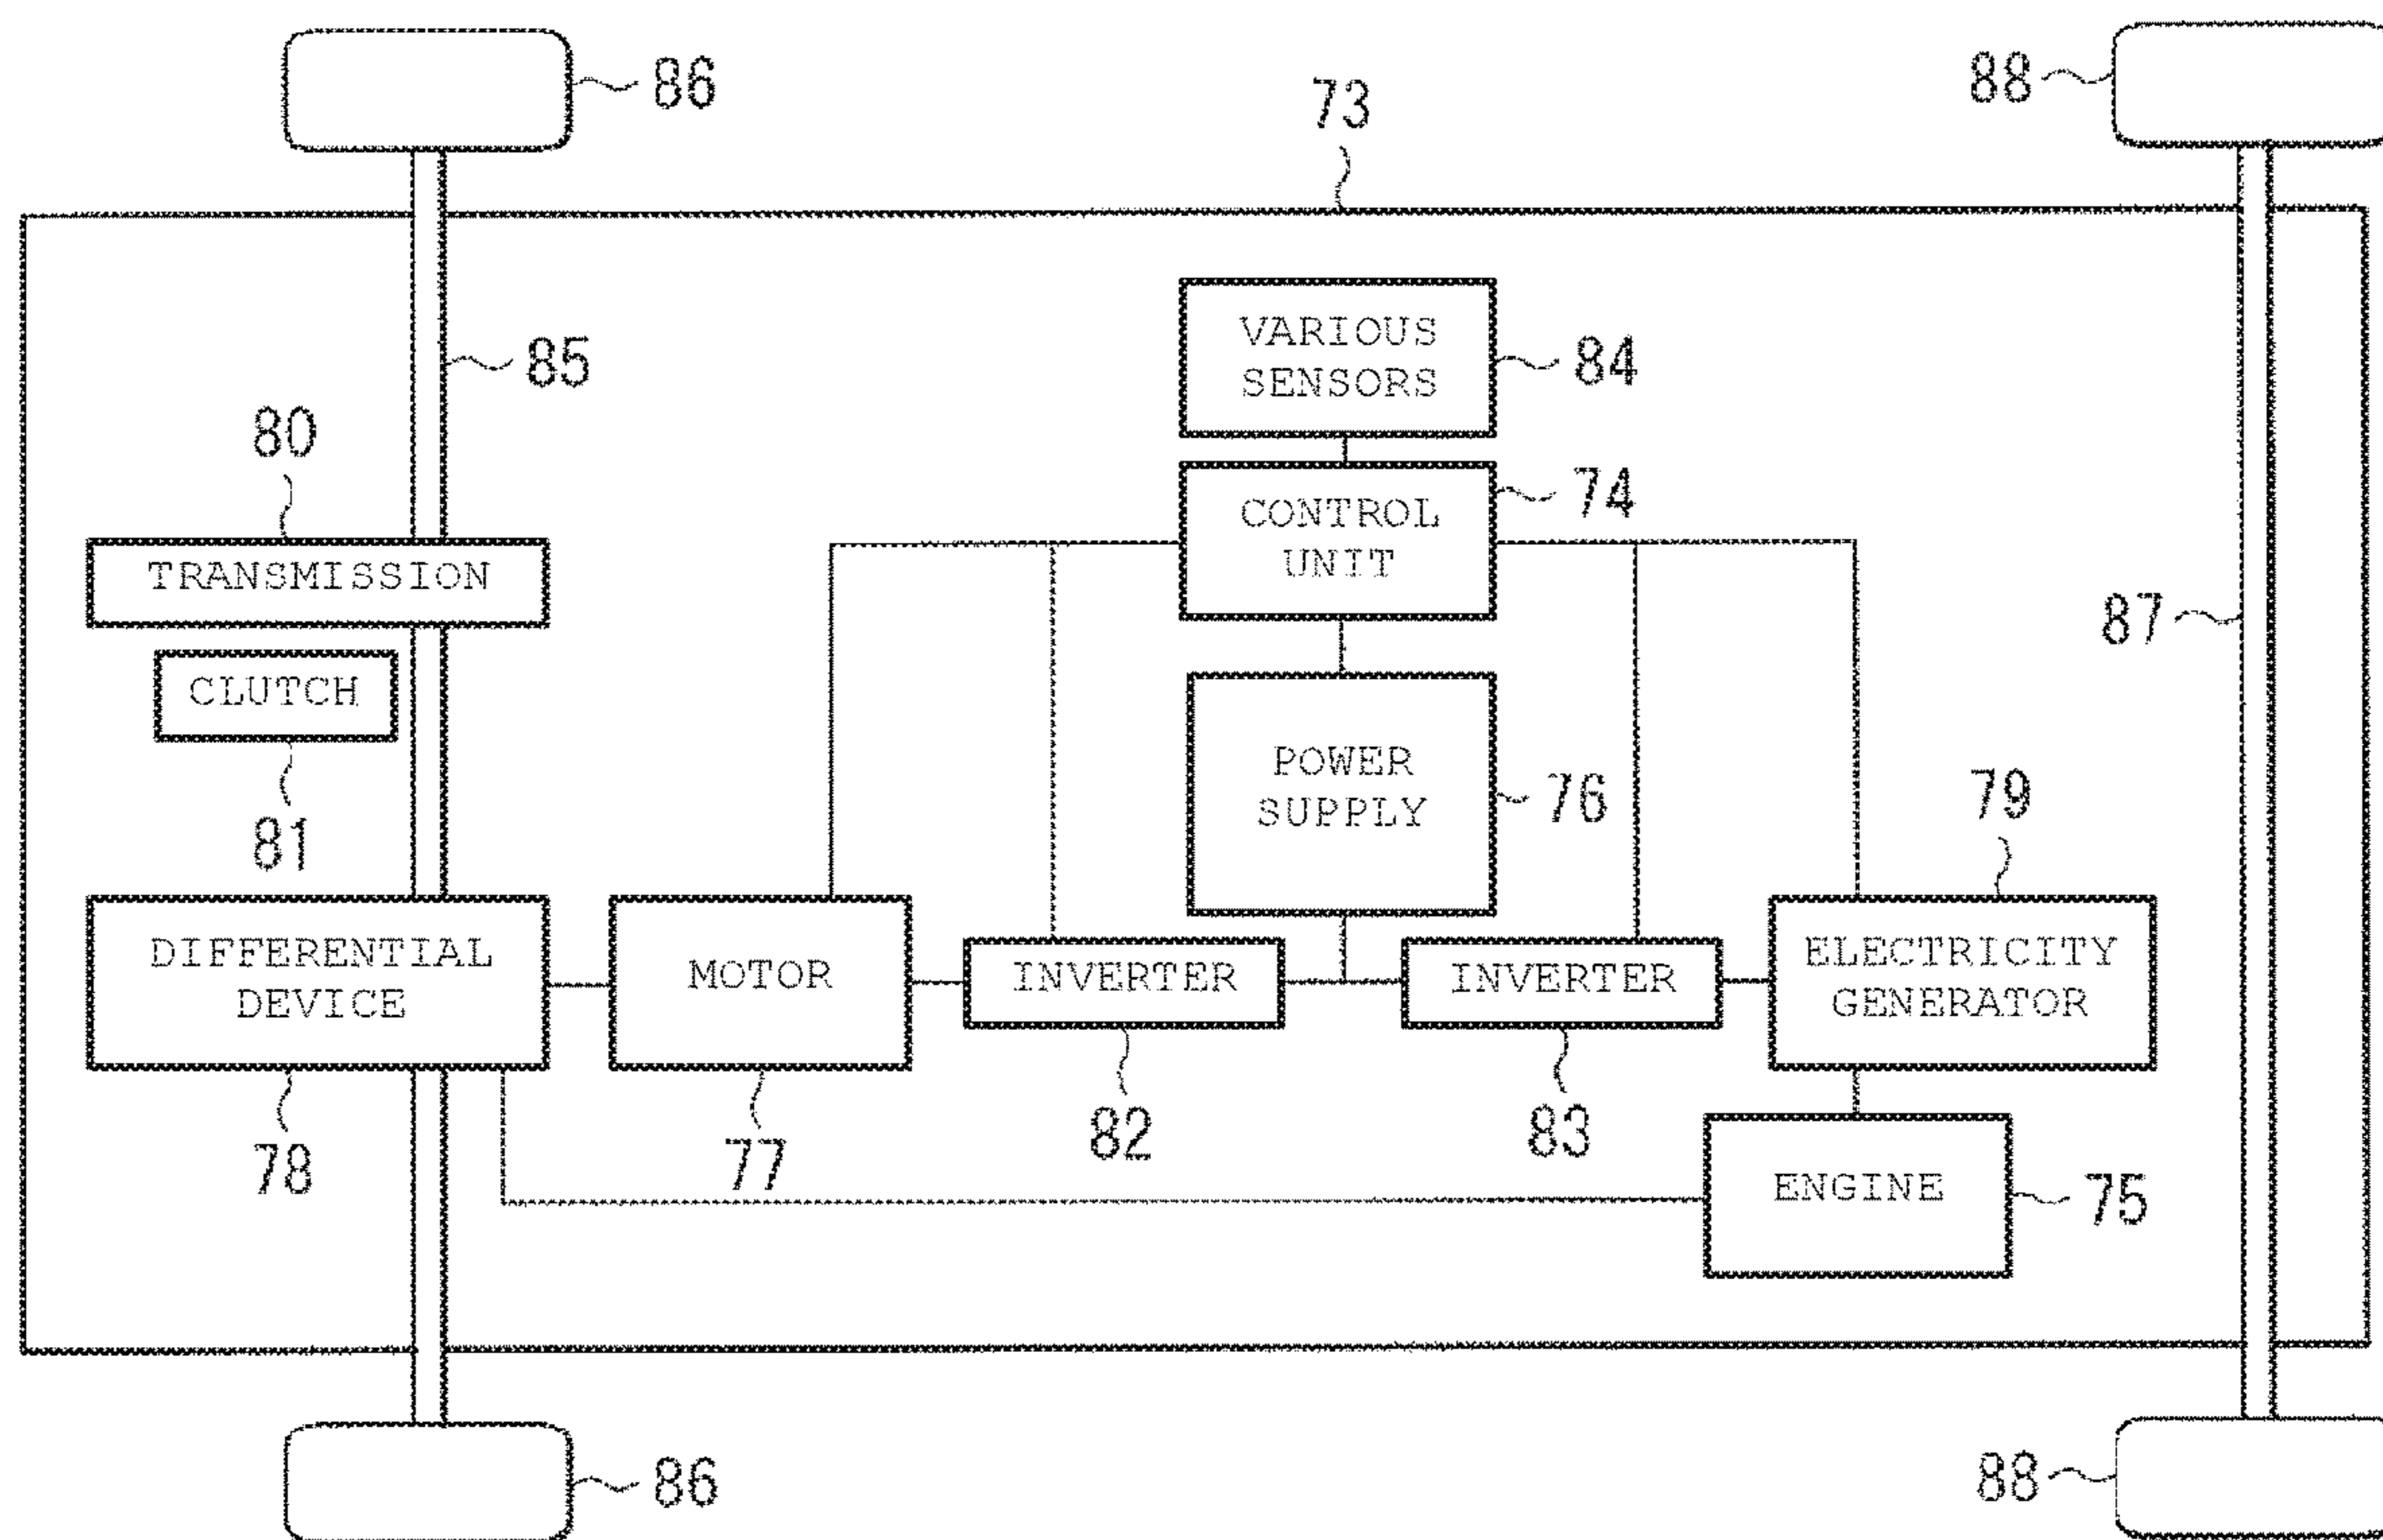 86
88
73
VARIOUS
SENSORS
84
85
80
CONTROL
UNIT
74
TRANSMISSION
87
CLUTCH
POWER
SUPPLY
76
79
81
DIFFERENTIAL
DEVICE
MOTOR
INVERTER
INVERTER
ELECTRICITY
GENERATOR
78
77
82
83
ENGINE
75
86
88